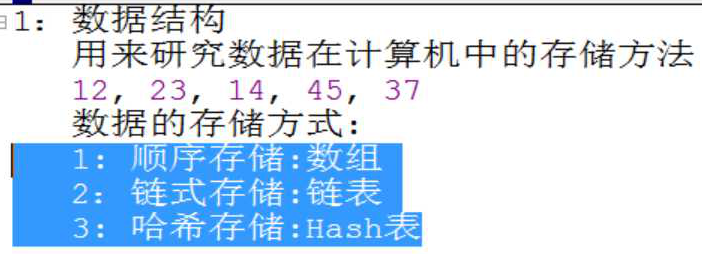 1: 数据结构
用来研究数据在计算机中的存储方法
12, 23, 14, 45, 37
数据的存储方式:
1: 顺序存储:数组
2: 链式存储:链表
3: 哈希存储:Hash表